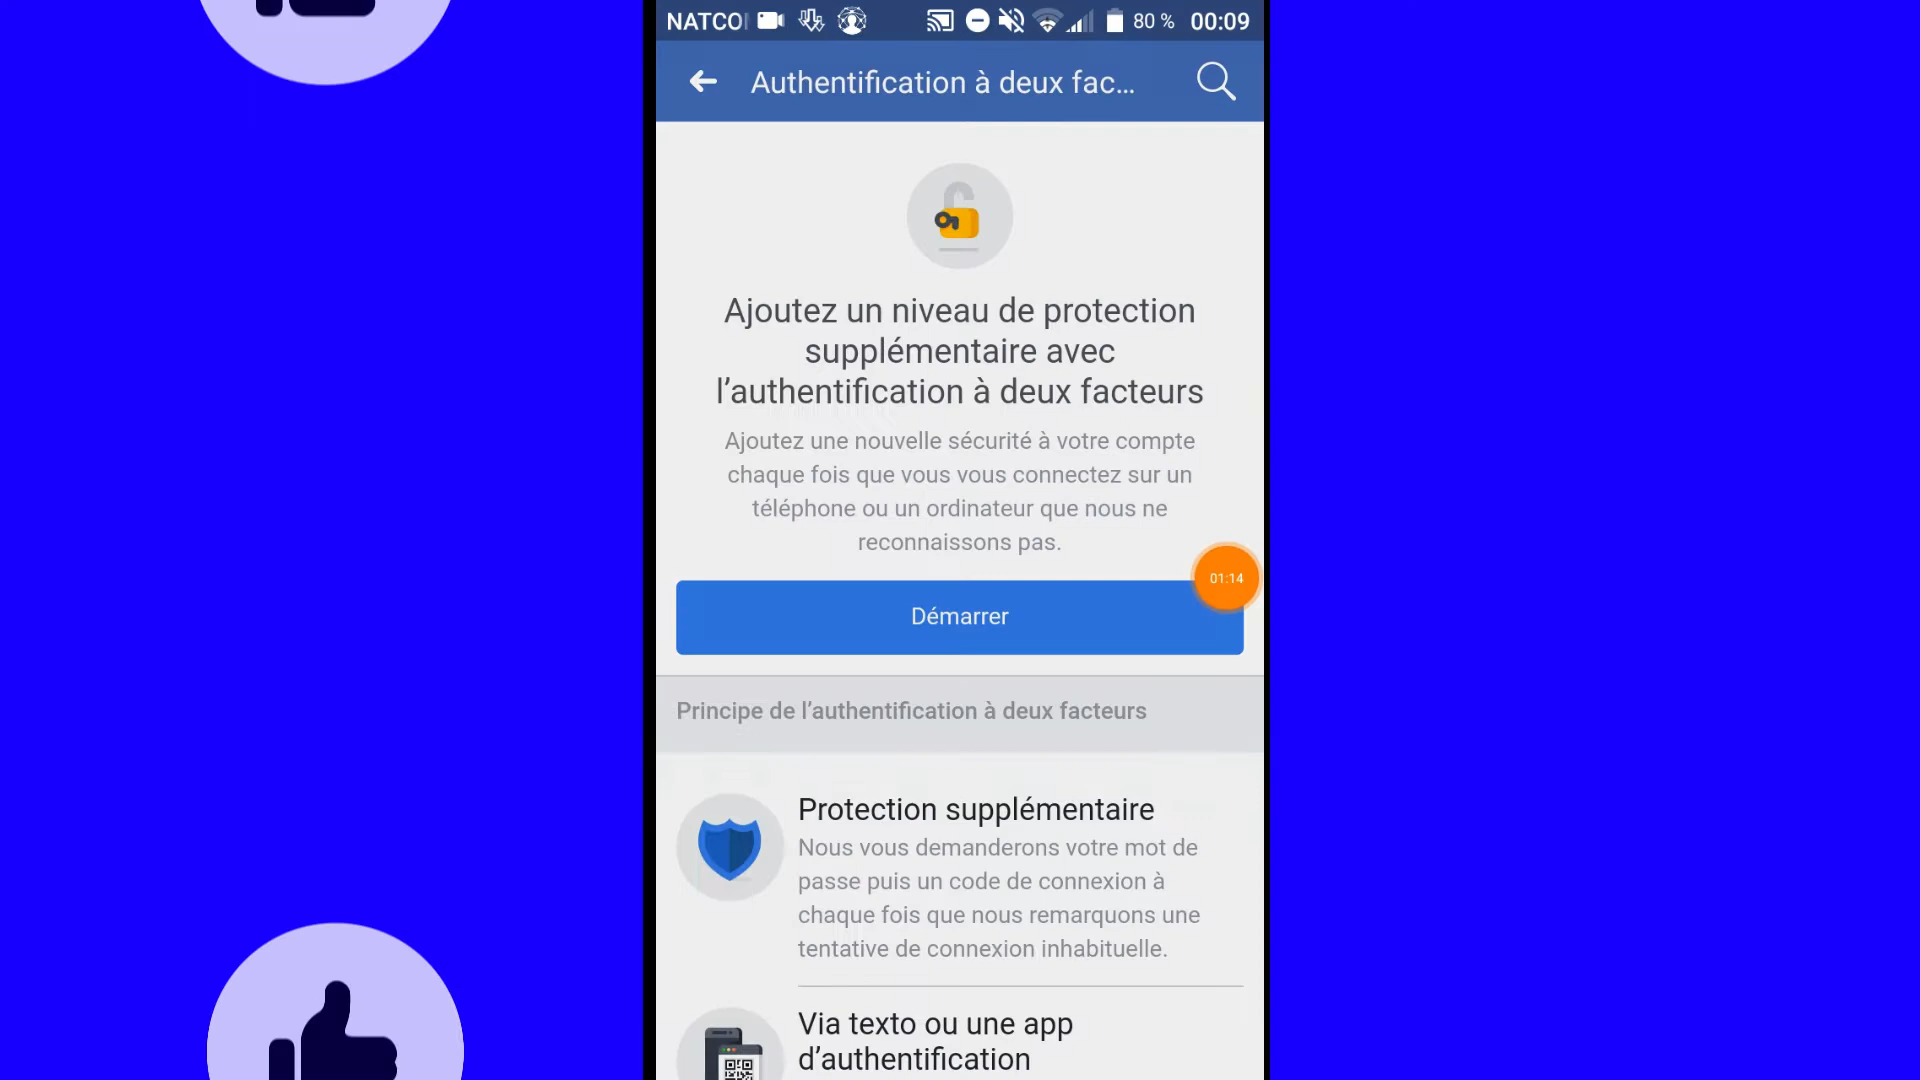 NATCO
80 %
00:09
Authentification à deux fac...
Ajoutez un niveau de protection
supplémentaire avec
l’authentification à deux facteurs
Ajoutez une nouvelle sécurité à votre compte
chaque fois que vous vous connectez sur un
téléphone ou un ordinateur que nous ne
reconnaissons pas.
01:14
Démarrer
Principe de l’authentification à deux facteurs
Protection supplémentaire
Nous vous demanderons votre mot de
passe puis un code de connexion à
chaque fois que nous remarquons une
tentative de connexion inhabituelle.
Via texto ou une app
d’authentification